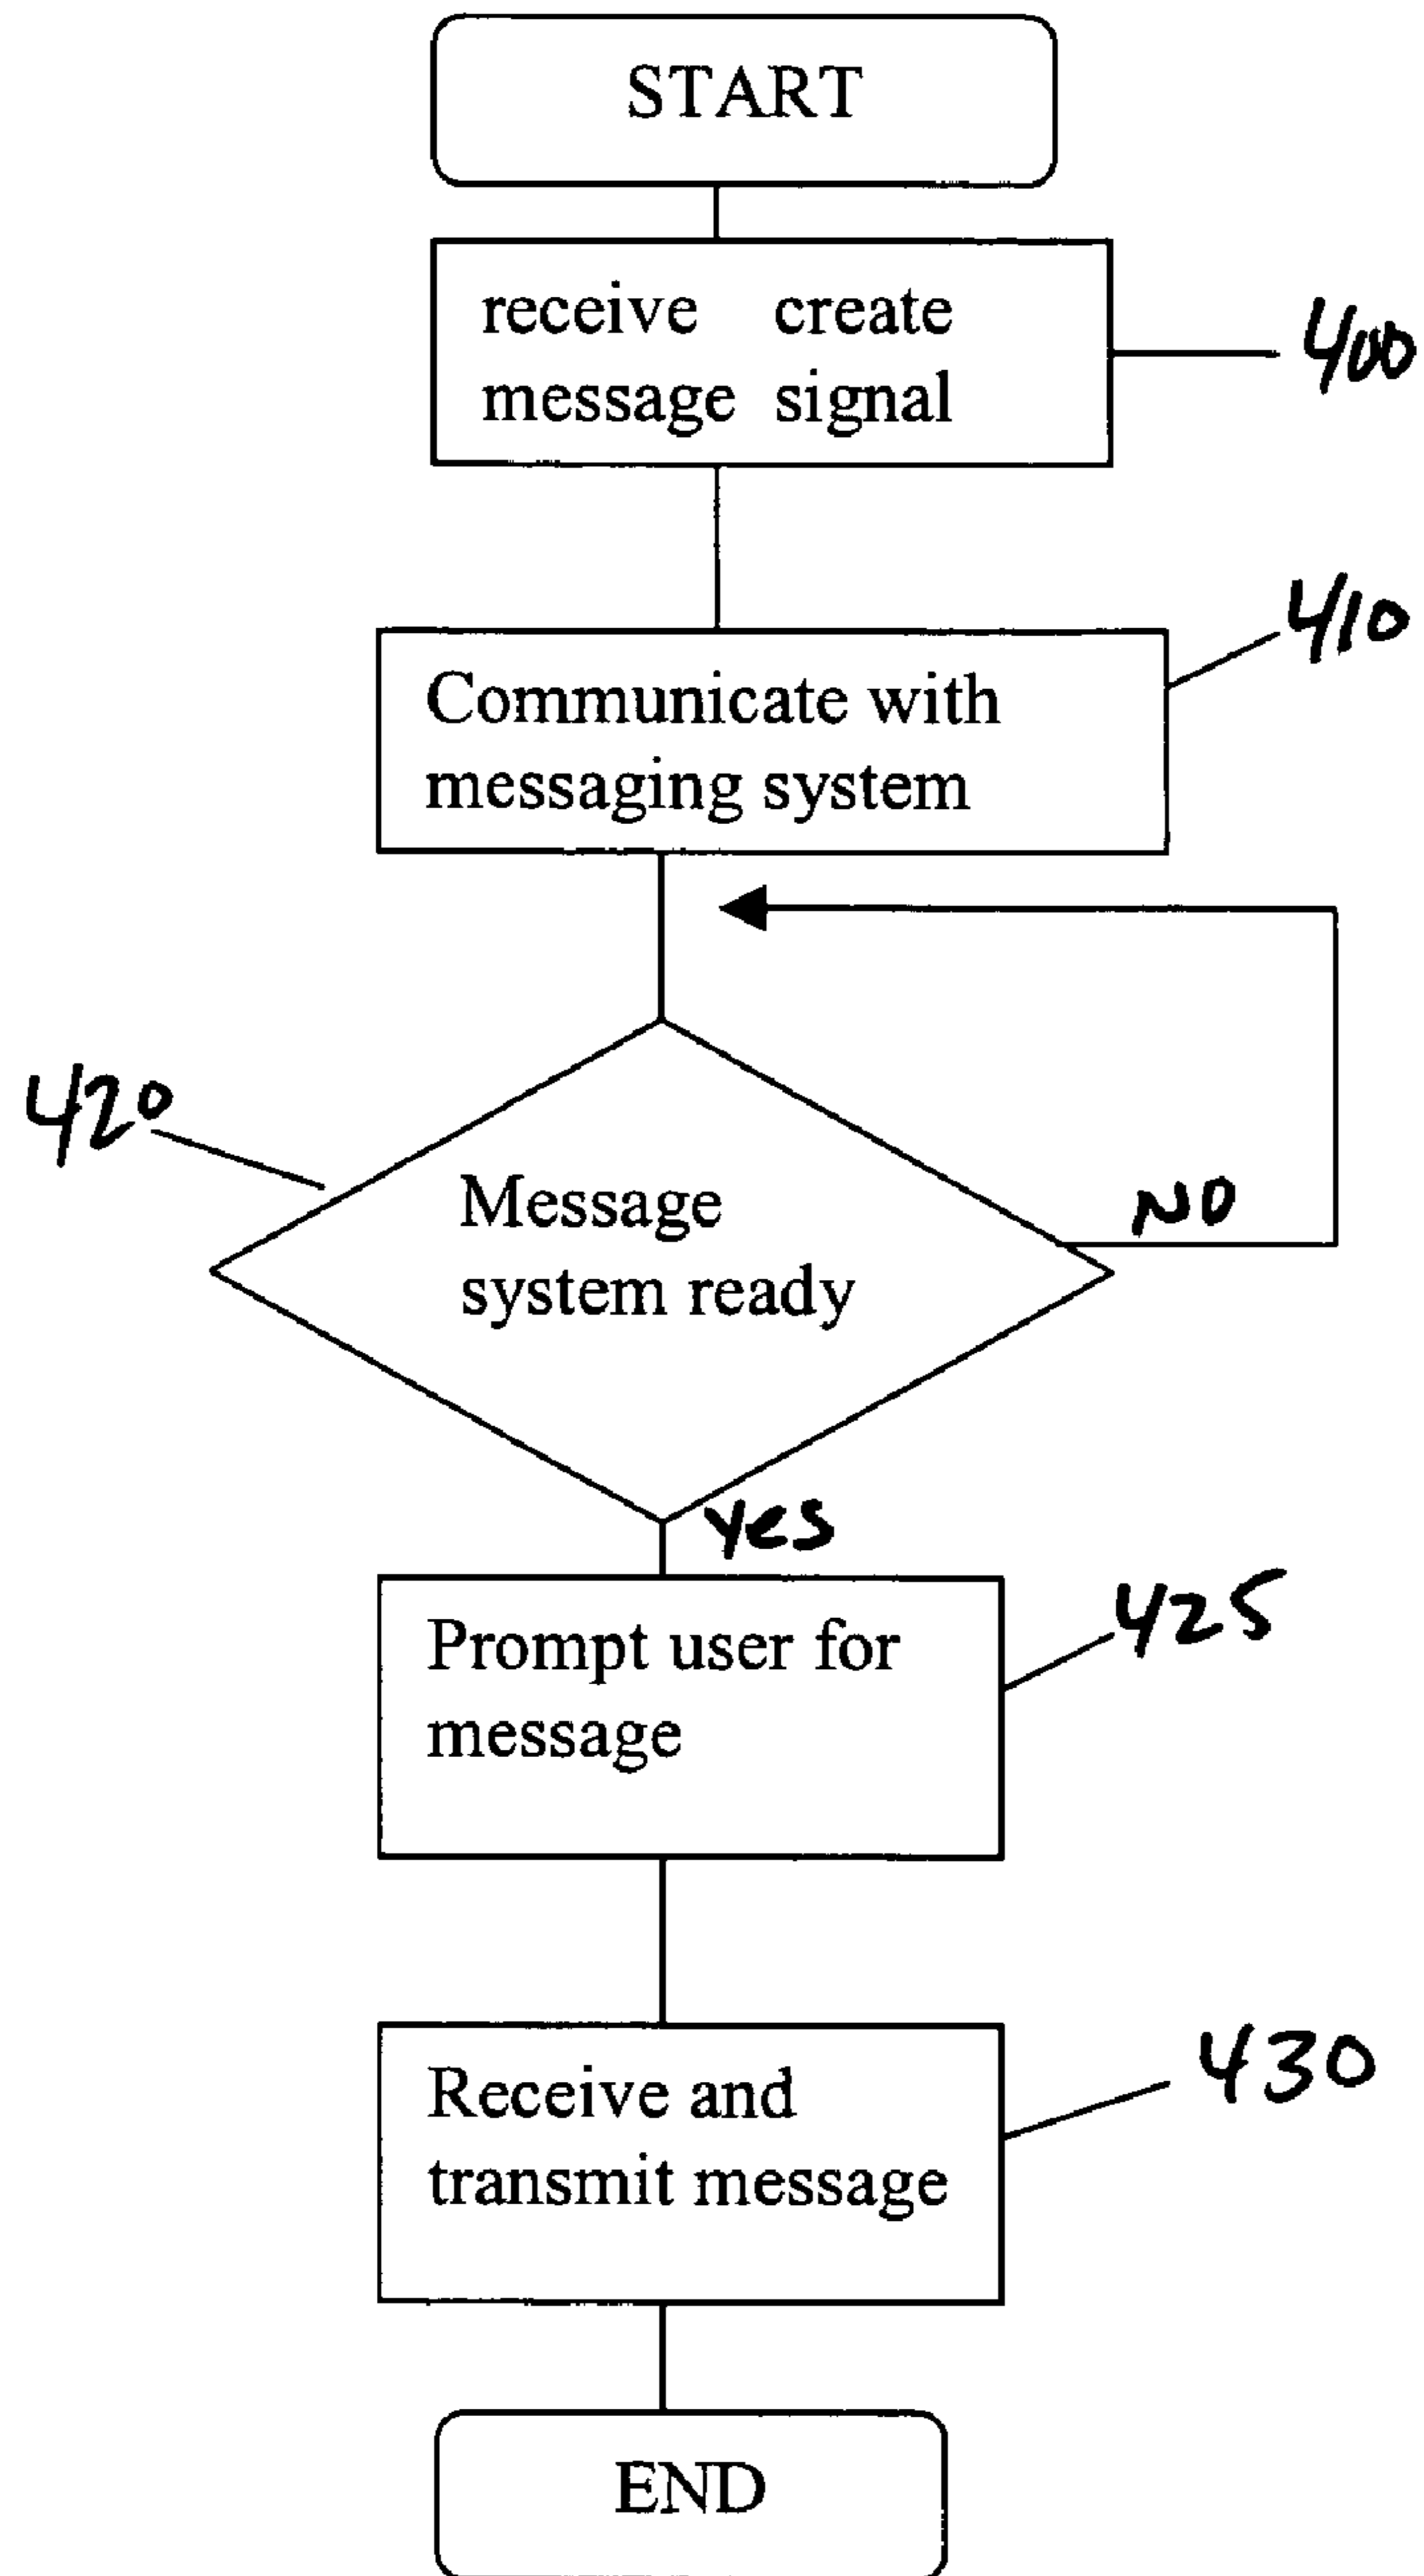 START
receive create
message signal
400
410
Communicate with
messaging system
420
Message
system ready
NO
yes
Prompt user for
message
425
430
Receive and
transmit message
END